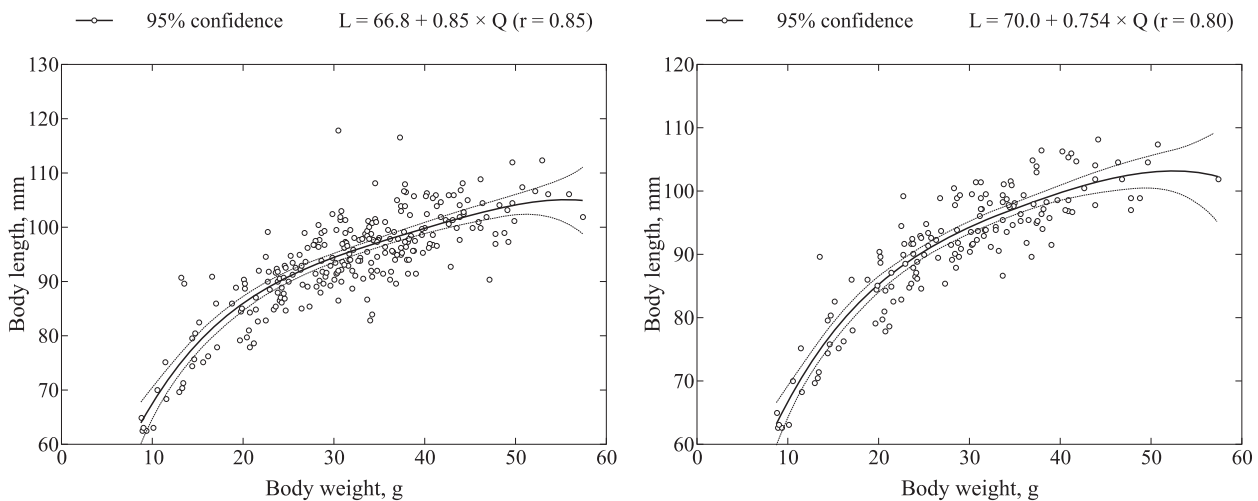 95% confidence L = 66.8 + 0.85 × Q (r = 0.85)
130
120
110
100
90
80
70
60
Body length, mm
0 10 20 30 40 50 60
Body weight, g
95% confidence L = 70.0 + 0.754 × Q (r = 0.80)
120
110
100
90
80
70
60
Body length, mm
0 10 20 30 40 50 60
Body weight, g